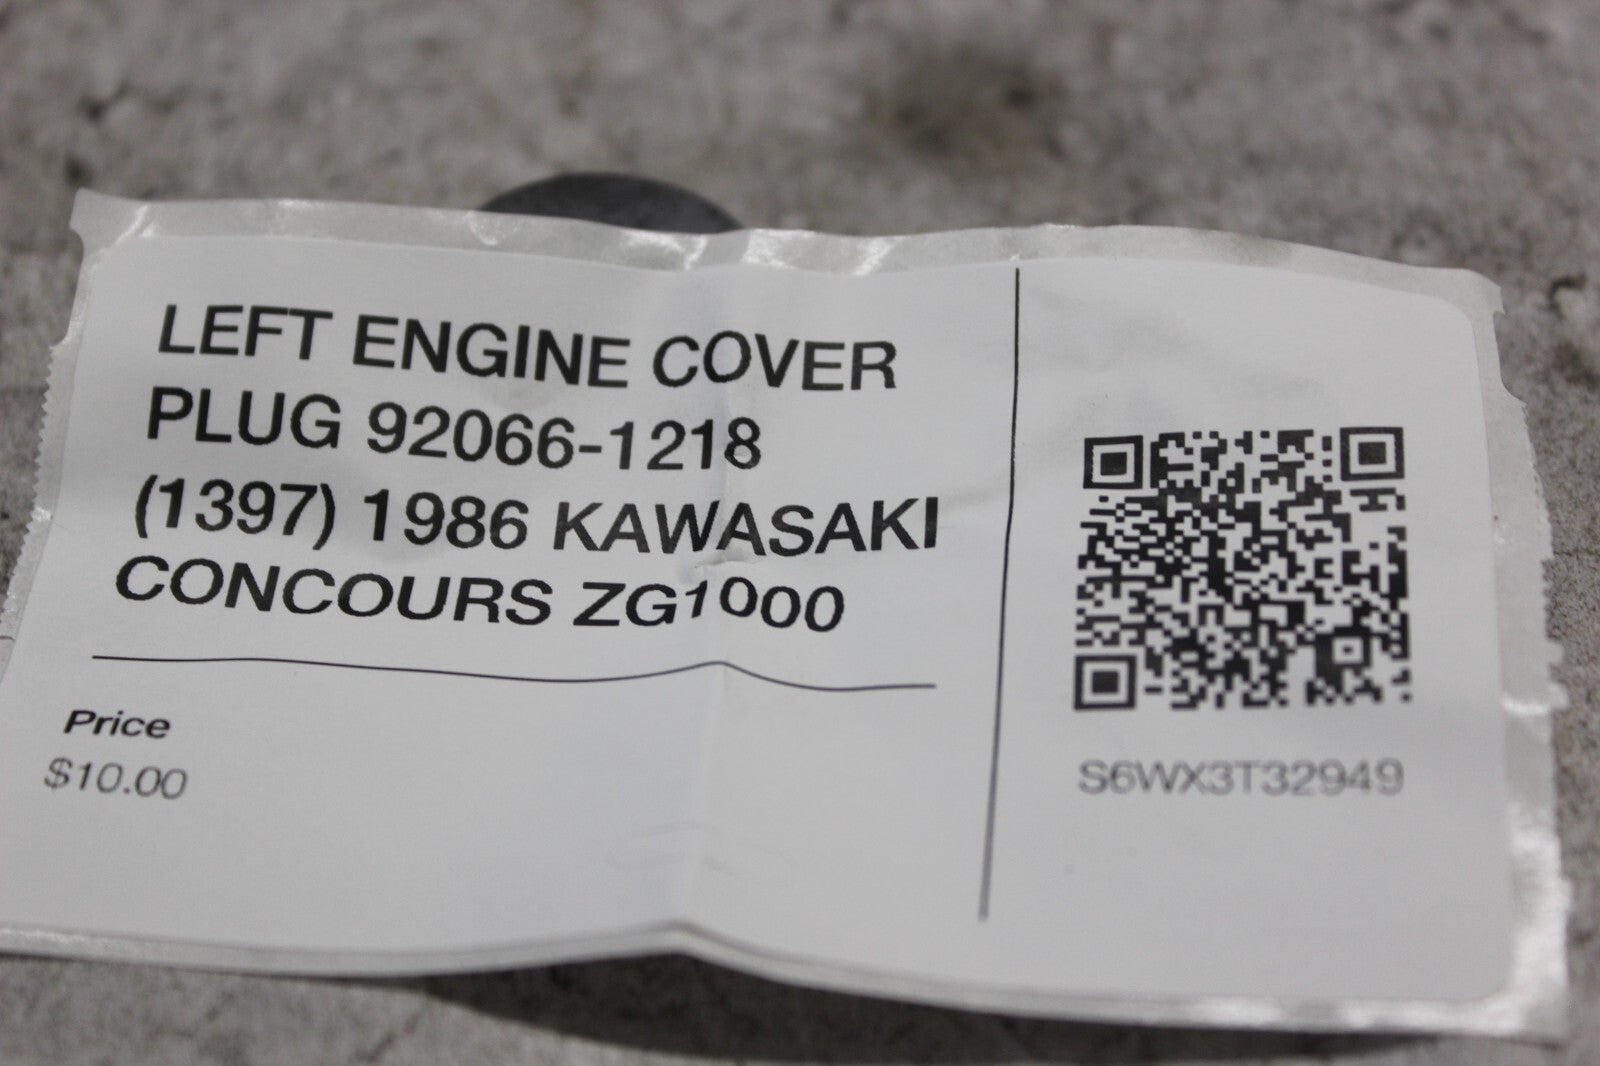 LEFT ENGINE COVER
PLUG 92066-1218
(1397) 1986 KAWASAKI
CONCOURS ZG1000
Price
$10.00
S6WX3T32949